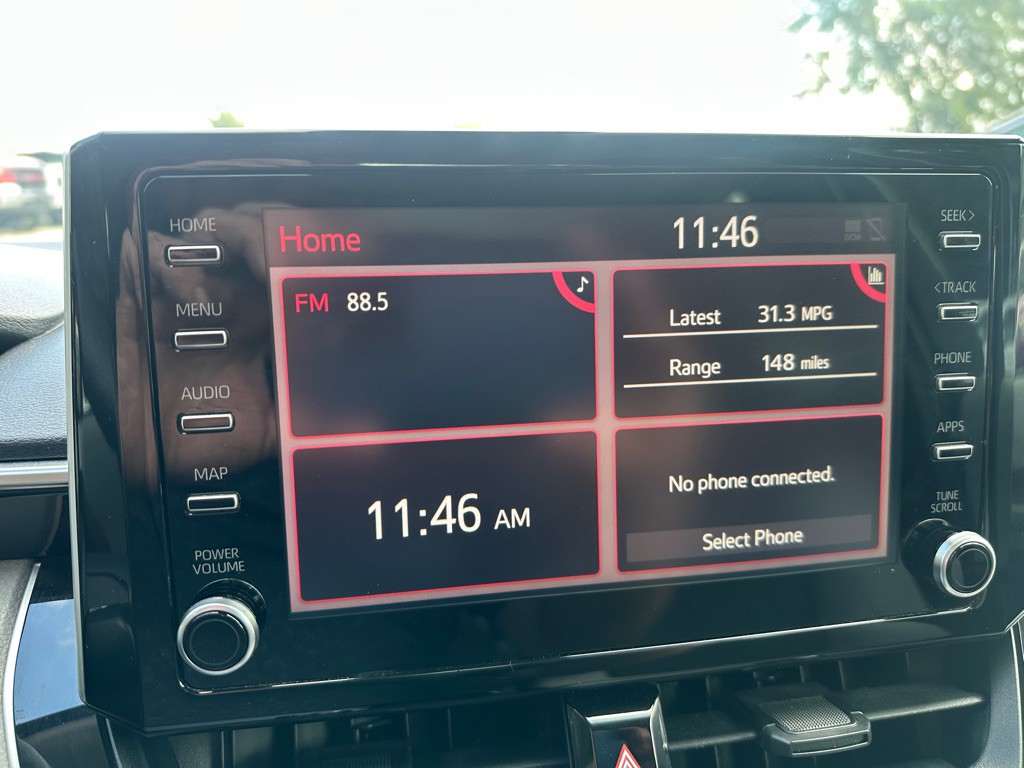 HOME
MENU
AUDIO
MAP
POWER
VOLUME
Home
11:46
DCM
FM 88.5
Latest 31.3 MPG
Range 148 miles
11:46 AM
No phone connected.
Select Phone
SEEK >
< TRACK
PHONE
APPS
TUNE
SCROLL